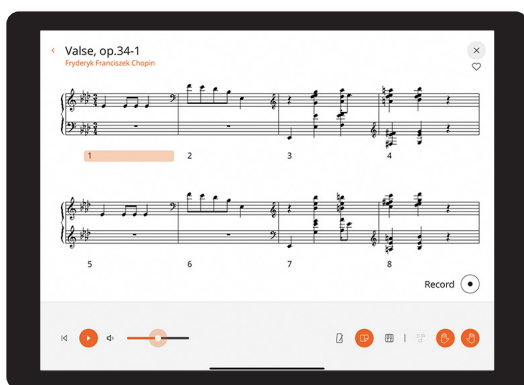 Valse, op.34-1
Fryderyk Franciszek Chopin
1 2 3 4
5 6 7 8
Record